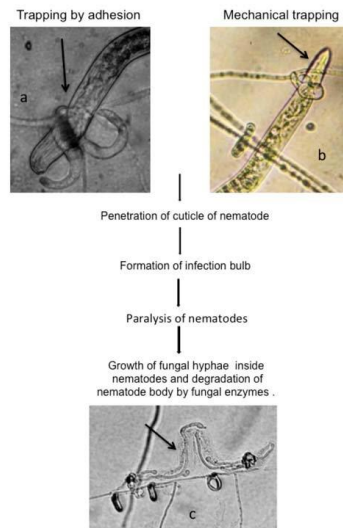 Trapping by adhesion
Mechanical trapping
a
b
Penetration of cuticle of nematode
Formation of infection bulb
Paralysis of nematodes
Growth of fungal hyphae inside
nematodes and degradation of
nematode body by fungal enzymes .
c